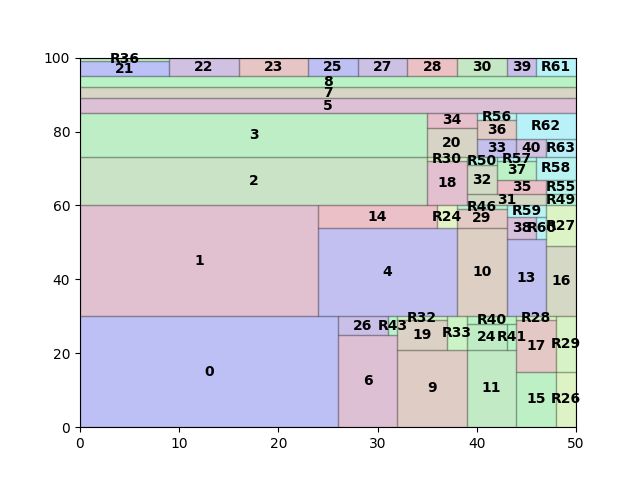 100
R36
21 22 23 25 27 28 30 39 R61
8
7
5
80
3 34 R56 R62
20 36
33 40 R63
R30 R50 R57
2 18 32 37 R58
35 R55
31 R49
60
R46
1 14 R24 29 R59 R27
38 R60
40
4 10 13 16
20
0
26 R43 R32 R33 R40 R28
19 24 R41 17 R29
6 9 11 15 R26
0
0 10 20 30 40 50